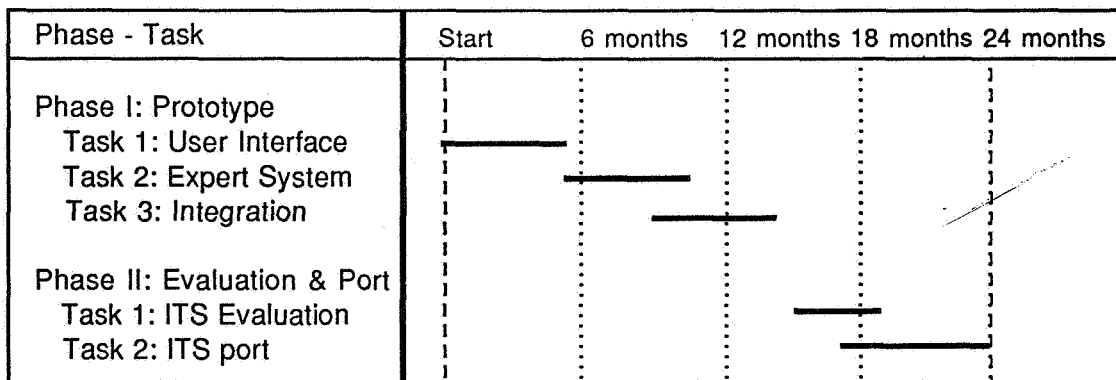 Phase - Task Start 6 months 12 months 18 months 24 months
Phase I: Prototype
Task 1: User Interface
Task 2: Expert System
Task 3: Integration
Phase II: Evaluation & Port
Task 1: ITS Evaluation
Task 2: ITS port